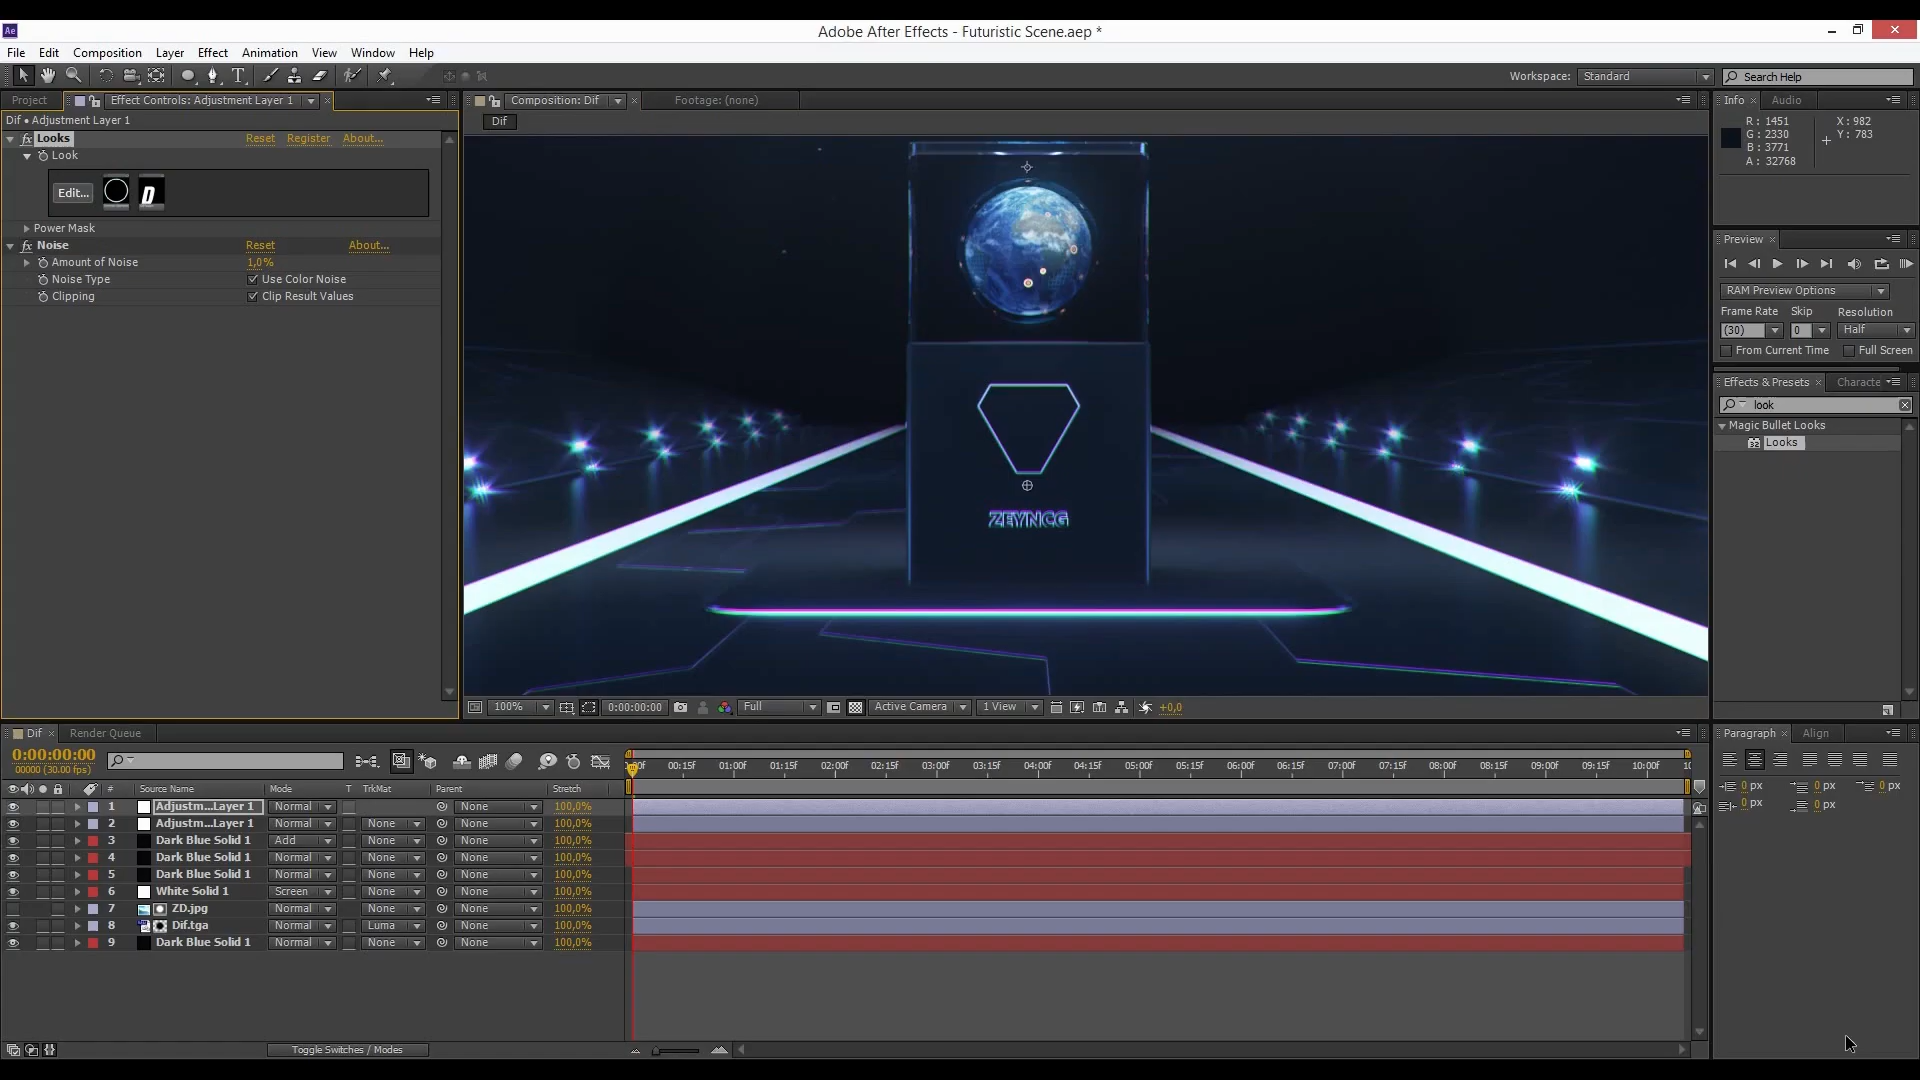 Ae
Adobe After Effects - Futuristic Scene.aep *
File Edit Composition Layer Effect Animation View Window Help
T Workspace: Standard Search Help
Project Effect Controls: Adjustment Layer 1
Dif • Adjustment Layer 1
fx Looks Reset Register About...
Look
Edit... D
Power Mask
fx Noise Reset About...
Amount of Noise 1,0%
Noise Type Use Color Noise
Clipping Clip Result Values
Composition: Dif Footage: (none)
Dif
ZEYNCG
100% 0:00:00:00 Full Active Camera 1 View +0,0
Info Audio
R : 1451 X : 982
G : 2330 Y : 783
B : 3771
A : 32768
Preview
RAM Preview Options
Frame Rate Skip Resolution
(30) 0 Half
From Current Time Full Screen
Effects & Presets Characte
look
Magic Bullet Looks
32 Looks
Dif Render Queue
0:00:00:00
00000 (30.00 fps)
00:15f 01:00f 01:15f 02:00f 02:15f 03:00f 03:15f 04:00f 04:15f 05:00f 05:15f 06:00f 06:15f 07:00f 07:15f 08:00f 08:15f 09:00f 09:15f 10:00f
# Source Name Mode T TrkMat Parent Stretch
1 Adjustm...Layer 1 Normal None 100,0%
2 Adjustm...Layer 1 Normal None None 100,0%
3 Dark Blue Solid 1 Add None None 100,0%
4 Dark Blue Solid 1 Normal None None 100,0%
5 Dark Blue Solid 1 Normal None None 100,0%
6 White Solid 1 Screen None None 100,0%
7 ZD.jpg Normal None None 100,0%
8 Dif.tga Normal Luma None 100,0%
9 Dark Blue Solid 1 Normal None None 100,0%
Toggle Switches / Modes
Paragraph Align
0 px 0 px 0 px
0 px 0 px